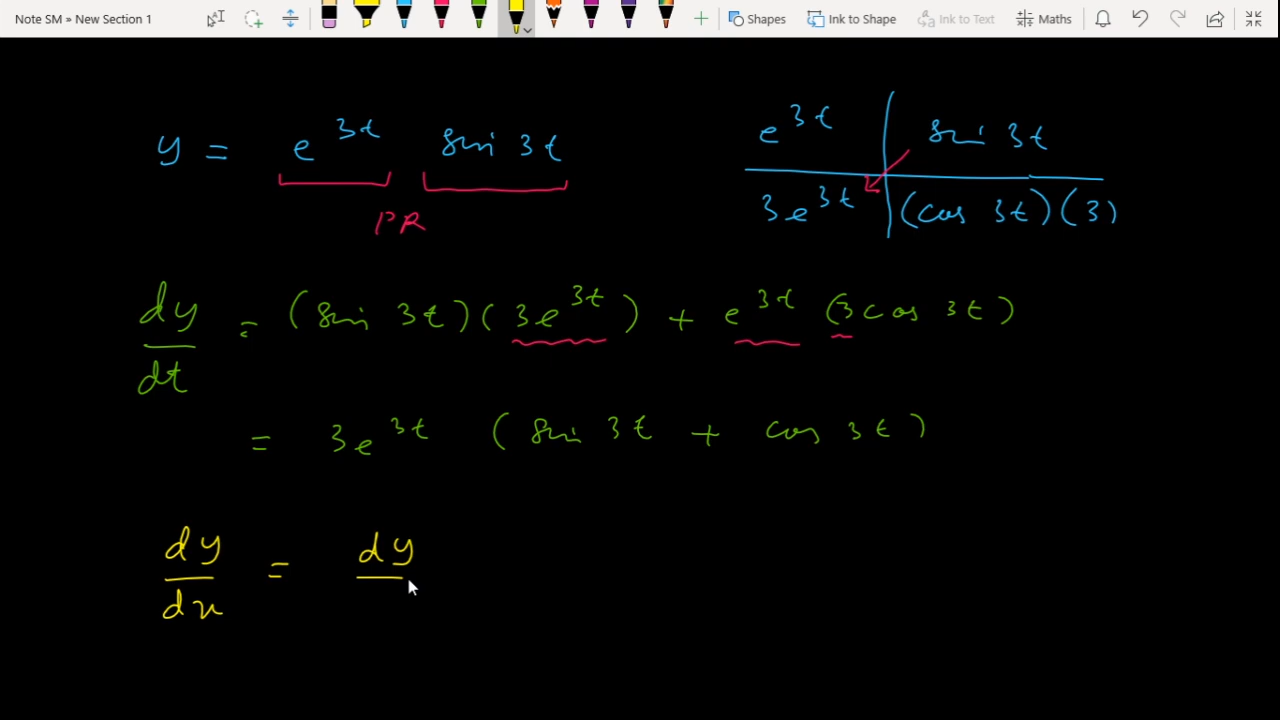 Note SM » New Section 1
Shapes Ink to Shape Ink to Text Maths
y = e^{3t} sin 3t
PR
e^{3t} | sin 3t
3e^{3t} | (cos 3t)(3)
dy/dt = (sin 3t)(3e^{3t}) + e^{3t} (3cos 3t)
= 3e^{3t} (sin 3t + cos 3t)
dy/dx = dy